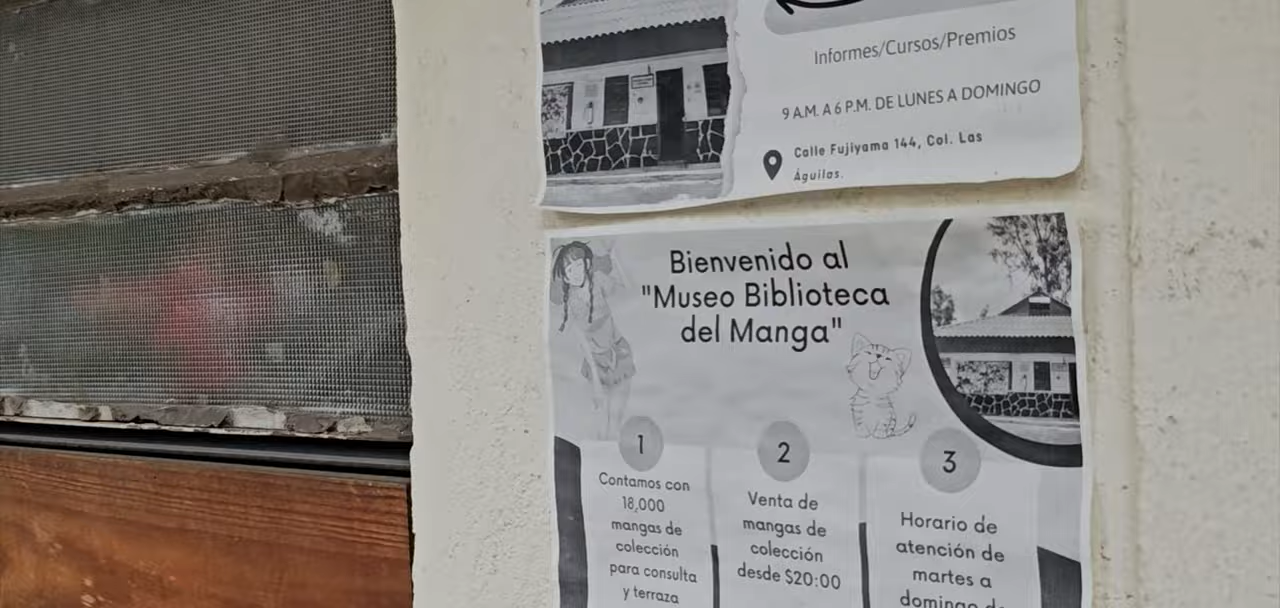 Informes/Cursos/Premios
9 A.M. A 6 P.M. DE LUNES A DOMINGO
Calle Fujiyama 144, Col. Las
Águilas.
Bienvenido al
"Museo Biblioteca
del Manga"
1
Contamos con
18,000
mangas de
colección
para consulta
y terraza
2
Venta de
mangas de
colección
desde $20:00
3
Horario de
atención de
martes a
domingo de